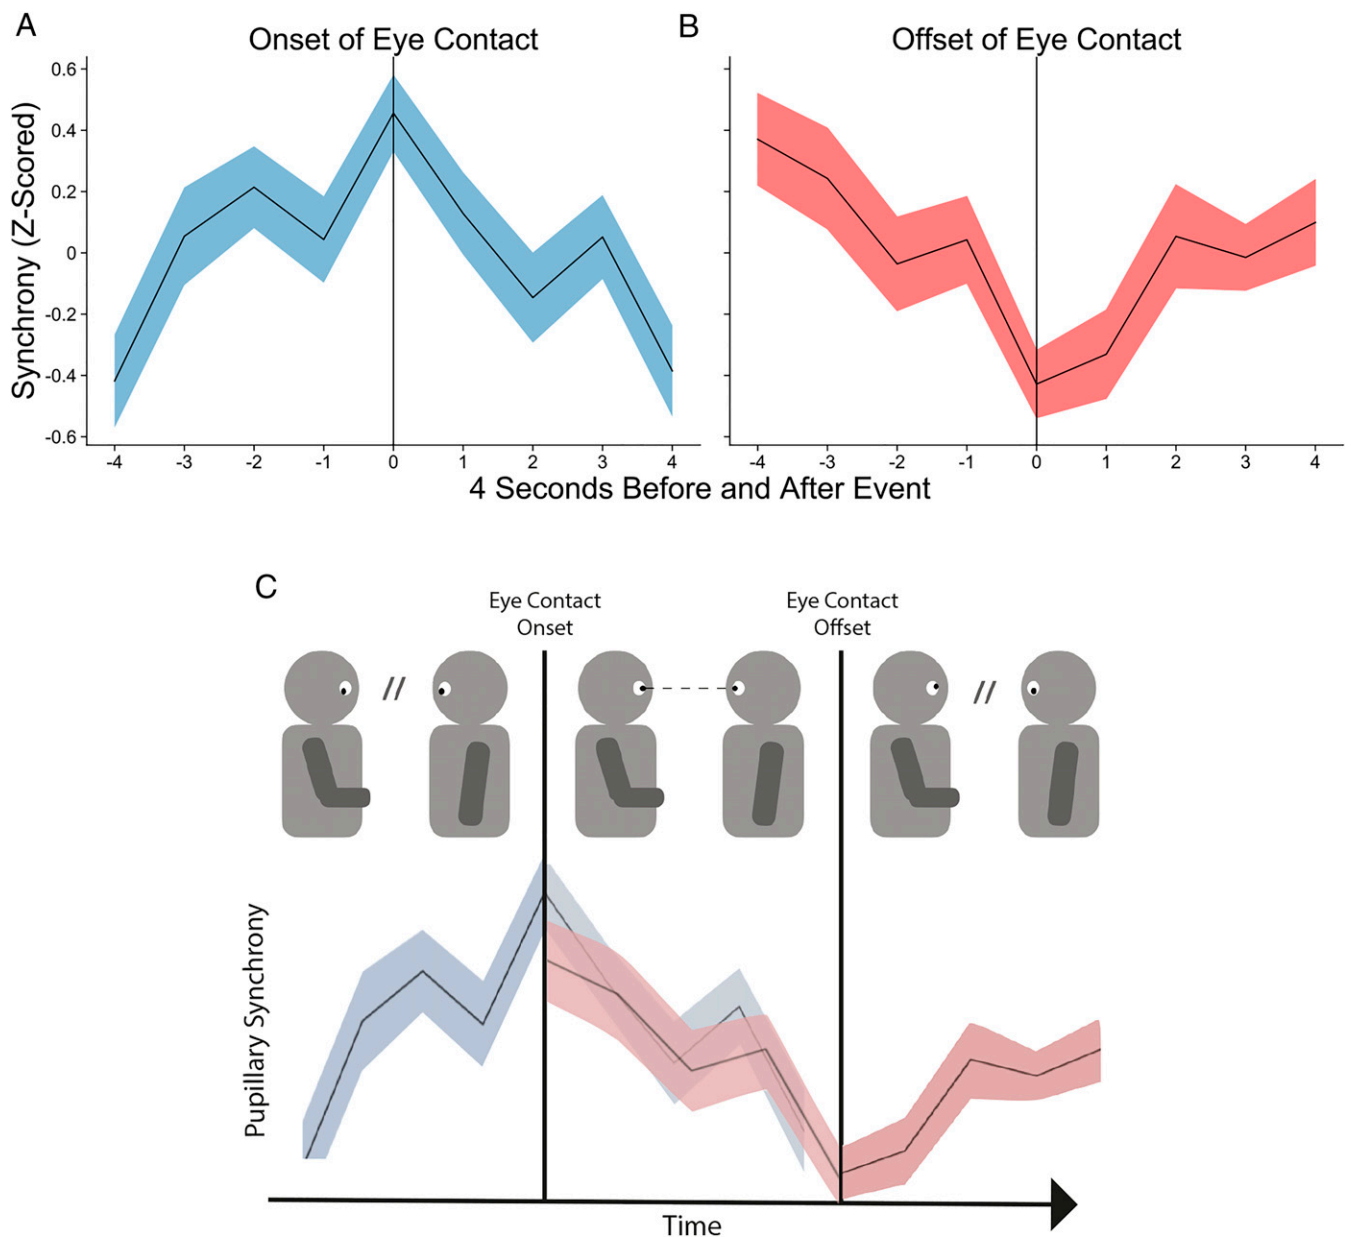 A
Onset of Eye Contact
B
Offset of Eye Contact
Synchrony (Z-Scored)
0.6
0.4
0.2
0
-0.2
-0.4
-0.6
-4 -3 -2 -1 0 1 2 3 4
-4 -3 -2 -1 0 1 2 3 4
4 Seconds Before and After Event
C
Eye Contact
Onset
Eye Contact
Offset
//
//
Pupillary Synchrony
Time